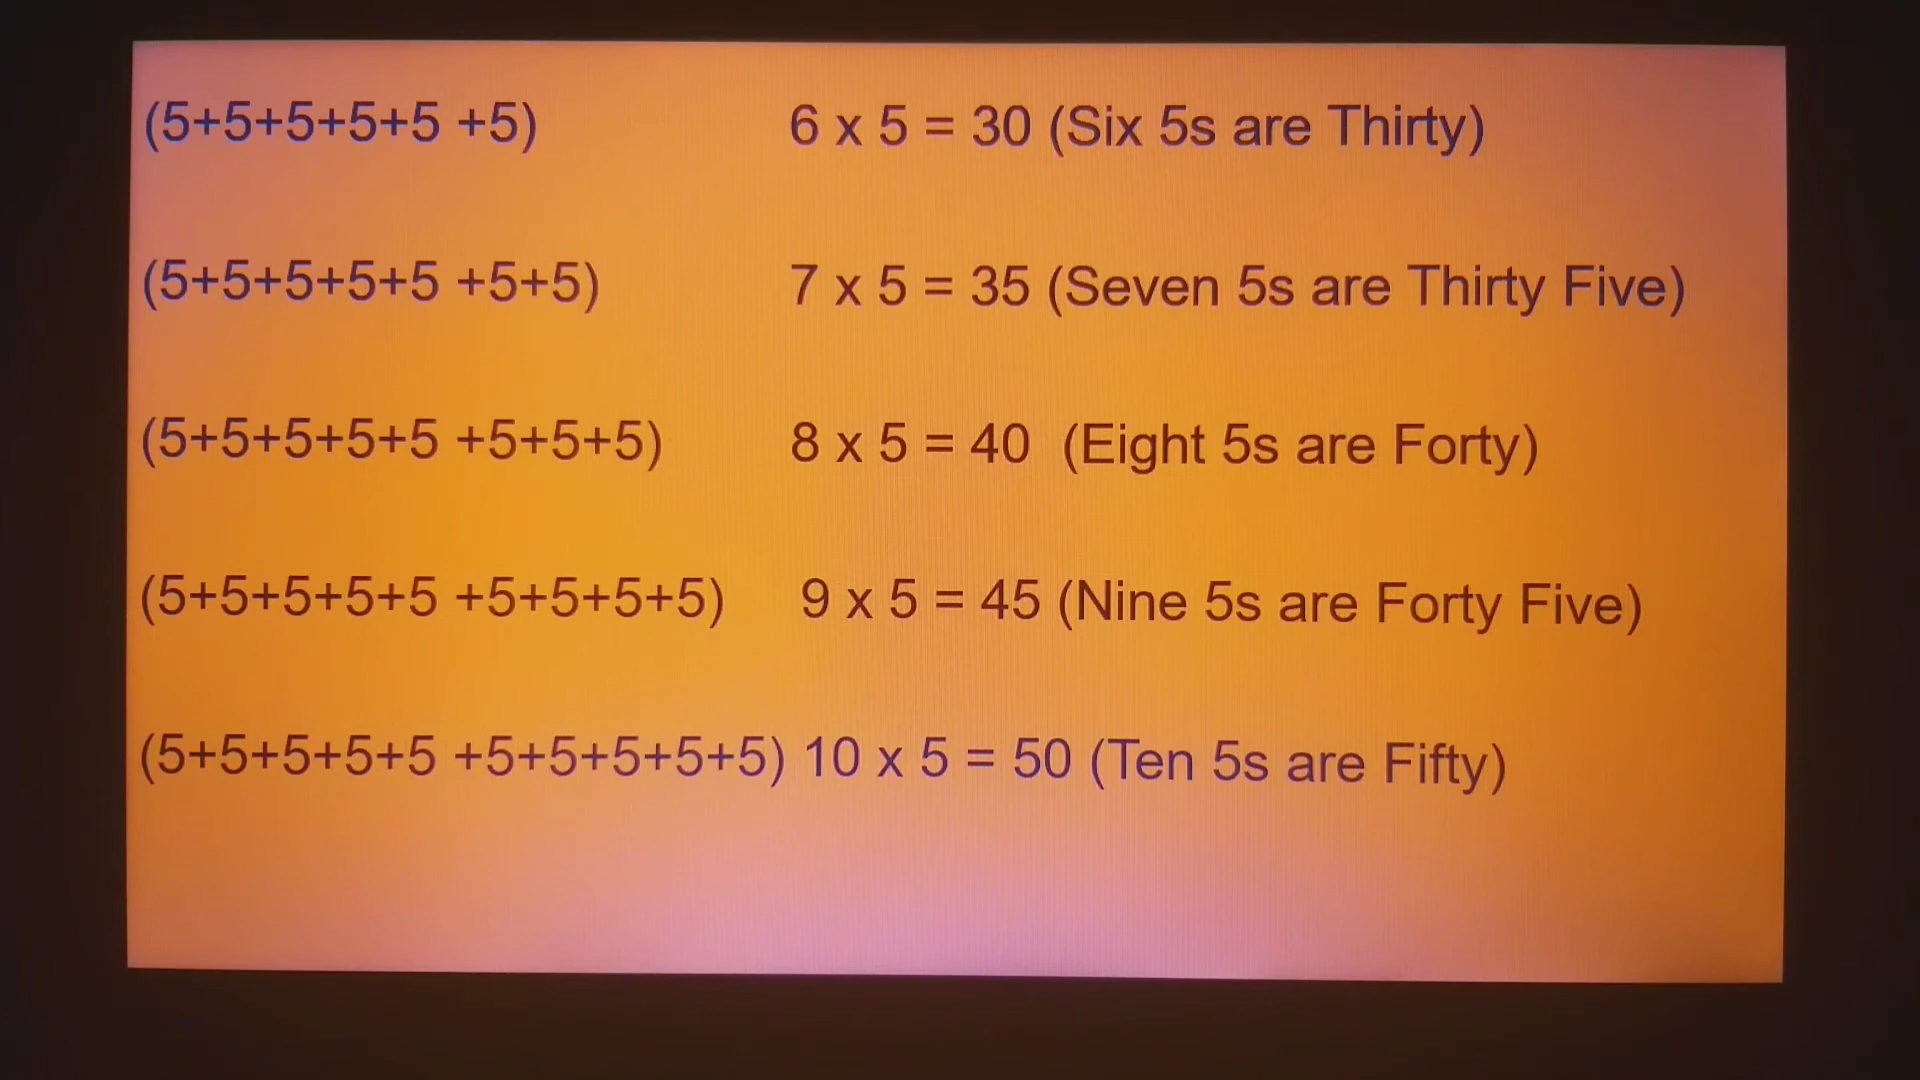 (5+5+5+5+5 +5) 6 x 5 = 30 (Six 5s are Thirty)
(5+5+5+5+5 +5+5) 7 x 5 = 35 (Seven 5s are Thirty Five)
(5+5+5+5+5 +5+5+5) 8 x 5 = 40 (Eight 5s are Forty)
(5+5+5+5+5 +5+5+5+5) 9 x 5 = 45 (Nine 5s are Forty Five)
(5+5+5+5+5 +5+5+5+5+5) 10 x 5 = 50 (Ten 5s are Fifty)